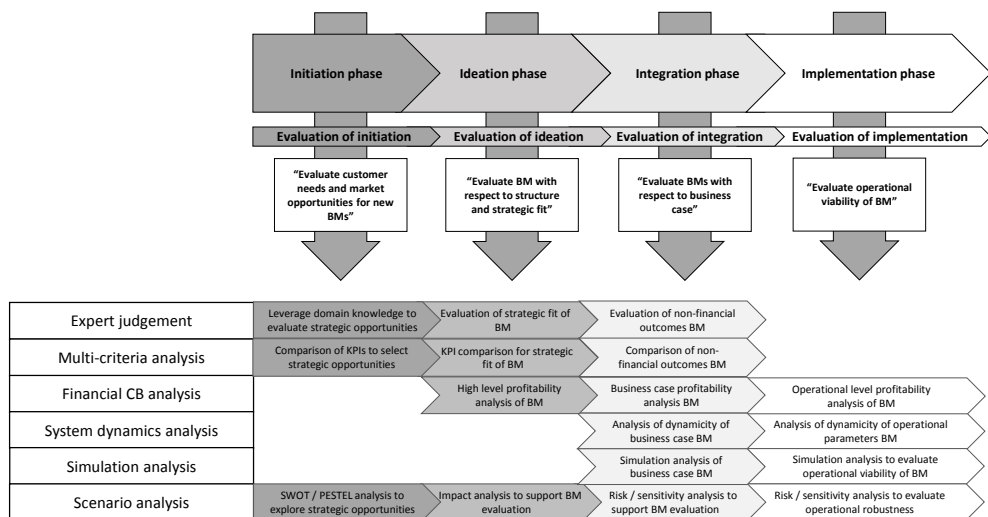 Initiation phase
Ideation phase
Integration phase
Implementation phase
Evaluation of initiation
Evaluation of ideation
Evaluation of integration
Evaluation of implementation
“Evaluate customer
needs and market
opportunities for new
BMs”
“Evaluate BM with
respect to structure
and strategic fit”
“Evaluate BMs with
respect to business
case”
“Evaluate operational
viability of BM”
Expert judgement
Leverage domain knowledge to
evaluate strategic opportunities
Evaluation of strategic fit of
BM
Evaluation of non-financial
outcomes BM
Multi-criteria analysis
Comparison of KPIs to select
strategic opportunities
KPI comparison for strategic
fit of BM
Comparison of non-
financial outcomes BM
Financial CB analysis
High level profitability
analysis of BM
Business case profitability
analysis BM
Operational level profitability
analysis of BM
System dynamics analysis
Analysis of dynamicity of
business case BM
Analysis of dynamicity of operational
parameters BM
Simulation analysis
Simulation analysis of
business case BM
Simulation analysis to evaluate
operational viability of BM
Scenario analysis
SWOT / PESTEL analysis to
explore strategic opportunities
Impact analysis to support BM
evaluation
Risk / sensitivity analysis to
support BM evaluation
Risk / sensitivity analysis to evaluate
operational robustness